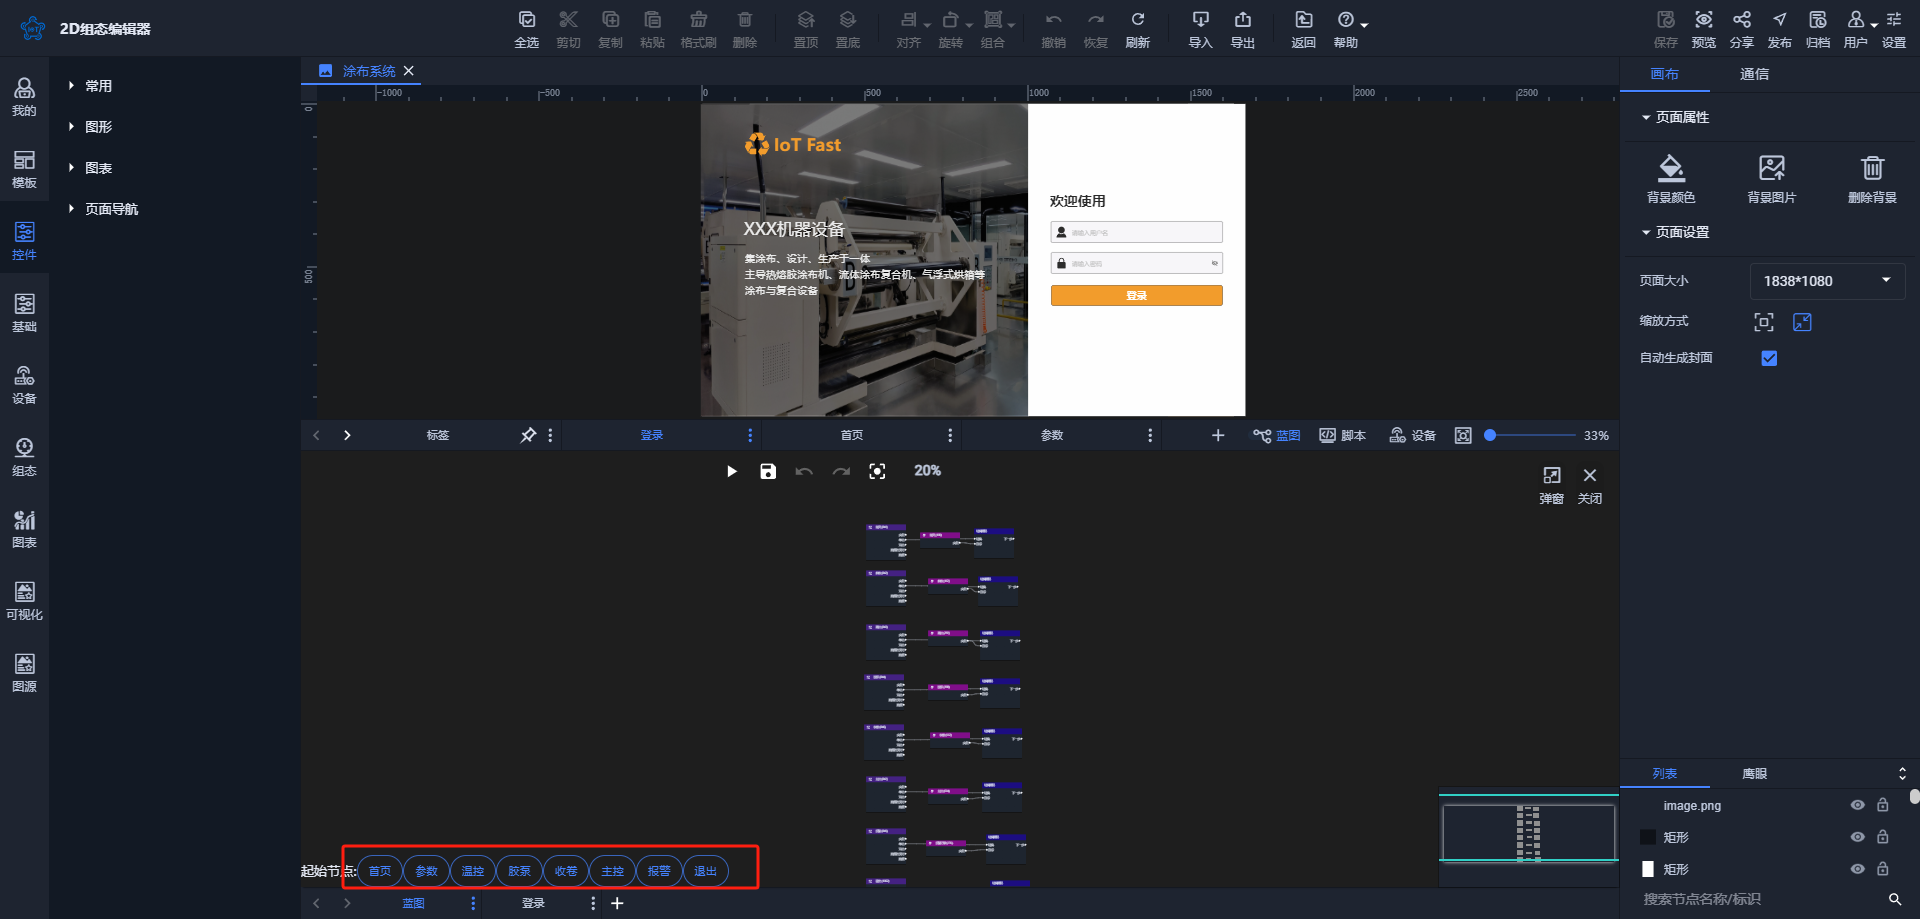 2D组态编辑器
全选 剪切 复制 粘贴 格式刷 删除 置顶 置底 对齐 旋转 组合 撤销 恢复 刷新 导入 导出 返回 帮助 保存 预览 分享 发布 归档 用户 设置
我的
模板
控件
基础
设备
组态
图表
可视化
图源
常用
图形
图表
页面导航
涂布系统
-1000 -500 0 500 1000 1500 2000 2500
0
500
IoT Fast
XXX机器设备
集涂布、设计、生产于一体
主导热熔胶涂布机、流体涂布复合机、气浮式烘箱等
涂布与复合设备
欢迎使用
请输入用户名
请输入密码
登录
标签 登录 首页 参数 蓝图 脚本 设备 33%
20%
弹窗 关闭
起始节点: 首页 参数 温控 胶泵 收卷 主控 报警 退出
蓝图 登录
画布 通信
页面属性
背景颜色 背景图片 删除背景
页面设置
页面大小 1838*1080
缩放方式
自动生成封面
列表 鹰眼
image.png
矩形
矩形
搜索节点名称/标识